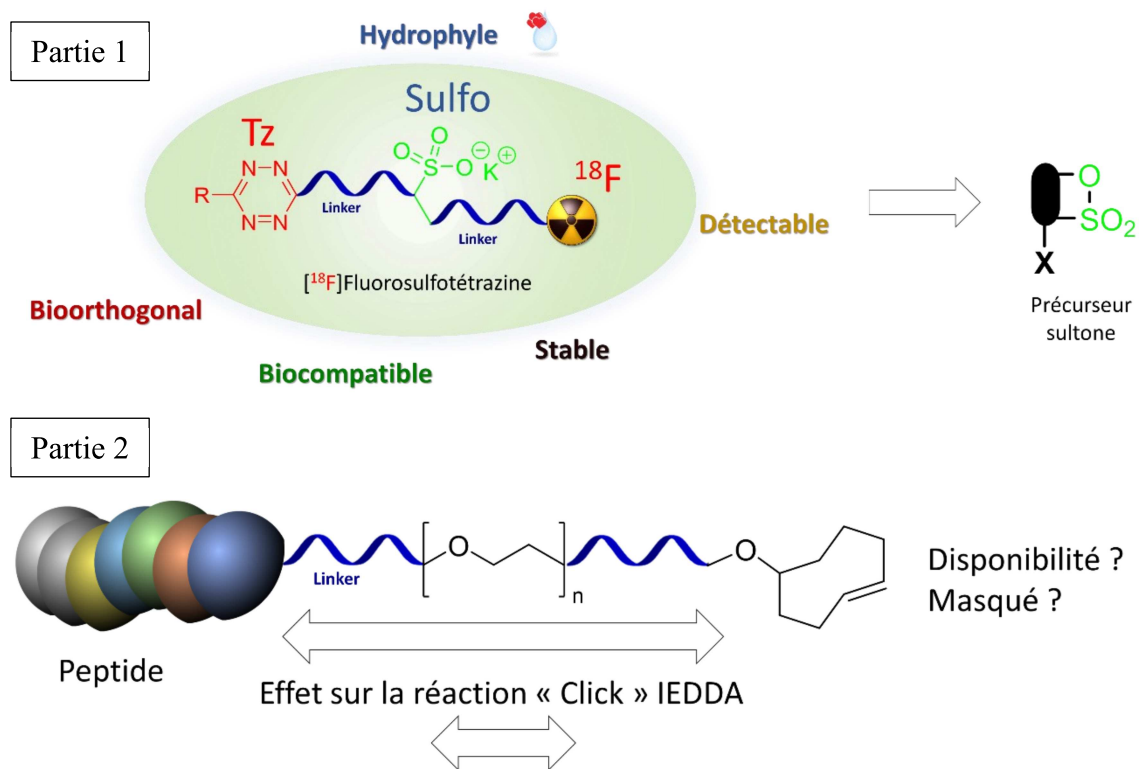 Partie 1
Hydrophyle
Sulfo
Tz
O
O
S
O
⊖
K
⊕
18F
N
N
N
N
R
Linker
Linker
[18F]Fluorosulfotétrazine
Détectable
O
SO2
X
Précurseur
sultone
Bioorthogonal
Stable
Biocompatible
Partie 2
O
O
n
Linker
Disponibilité ?
Masqué ?
Peptide
Effet sur la réaction « Click » IEDDA